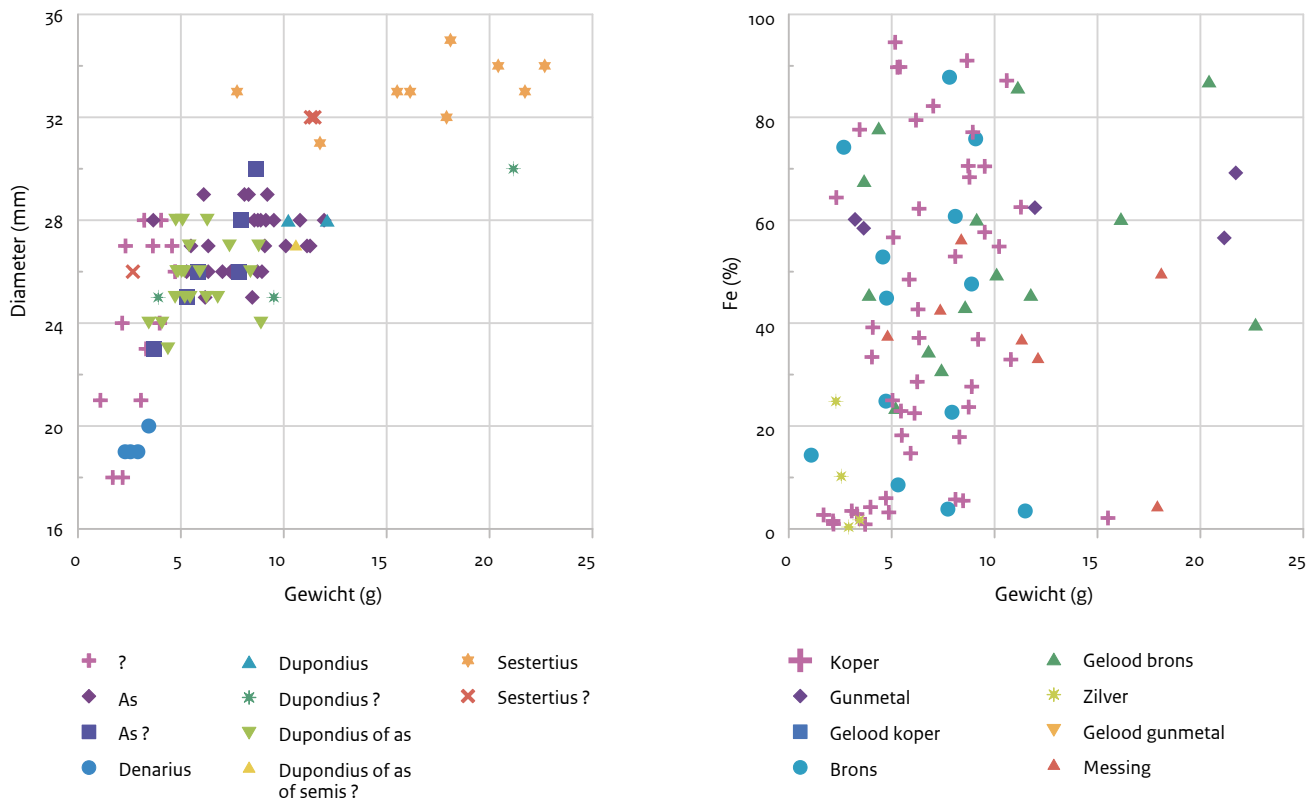 36
32
28
24
20
16
Diameter (mm)
0 5 10 15 20 25
Gewicht (g)
?
As
As ?
Denarius
Dupondius
Dupondius ?
Dupondius of as
Dupondius of as
of semis ?
Sestertius
Sestertius ?
100
80
60
40
20
0
Fe (%)
0 5 10 15 20 25
Gewicht (g)
Koper
Gunmetal
Gelood koper
Brons
Gelood brons
Zilver
Gelood gunmetal
Messing